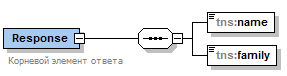 Response
tns:name
tns:family
Корневой элемент ответа